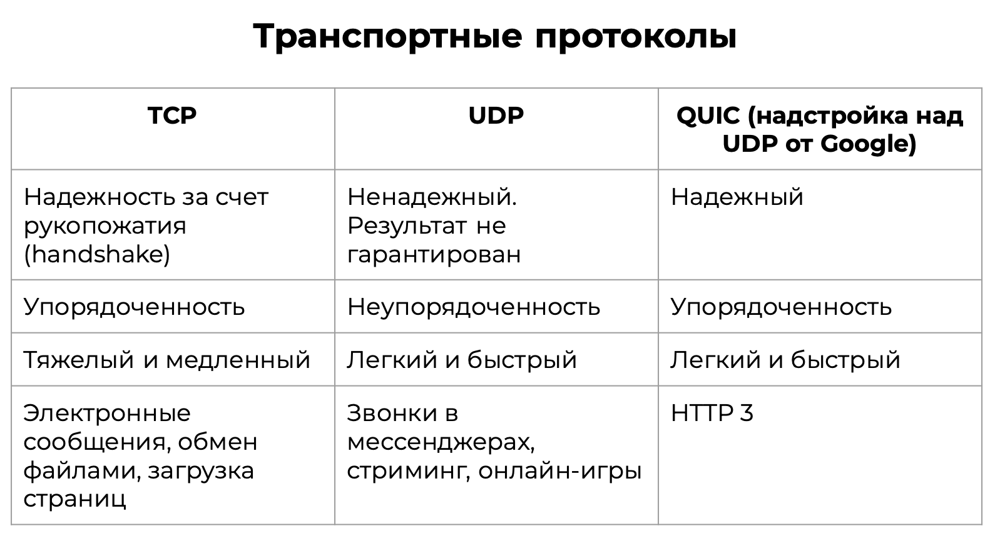 Транспортные протоколы
TCP
UDP
QUIC (надстройка над
UDP от Google)
Надежность за счет
рукопожатия
(handshake)
Ненадежный.
Результат не
гарантирован
Надежный
Упорядоченность
Неупорядоченность
Упорядоченность
Тяжелый и медленный
Легкий и быстрый
Легкий и быстрый
Электронные
сообщения, обмен
файлами, загрузка
страниц
Звонки в
мессенджерах,
стриминг, онлайн-игры
HTTP 3